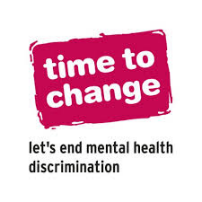 time to
change
let's end mental health
discrimination